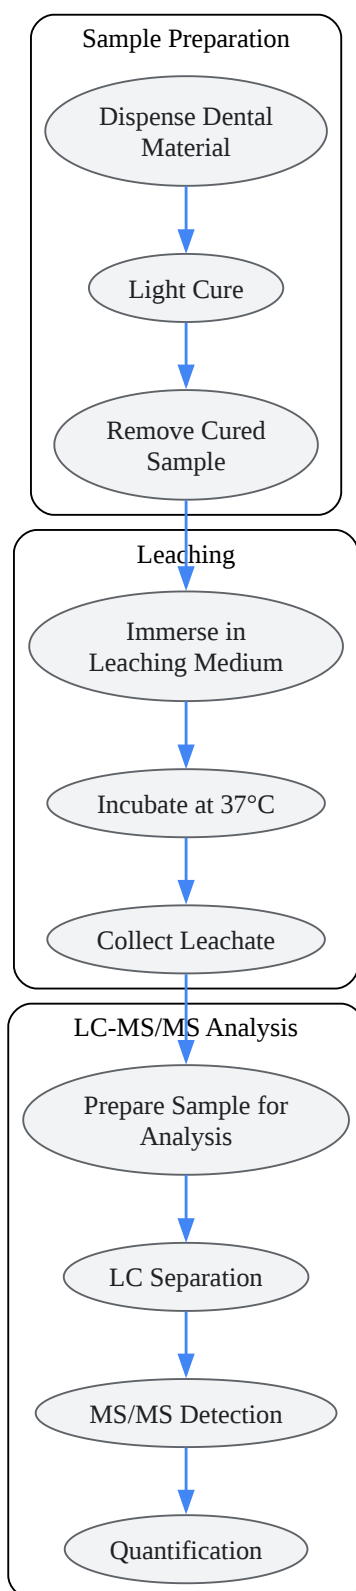 Sample Preparation
Dispense Dental
Material
Light Cure
Remove Cured
Sample
Leaching
Immerse in
Leaching Medium
Incubate at 37°C
Collect Leachate
LC-MS/MS Analysis
Prepare Sample for
Analysis
LC Separation
MS/MS Detection
Quantification